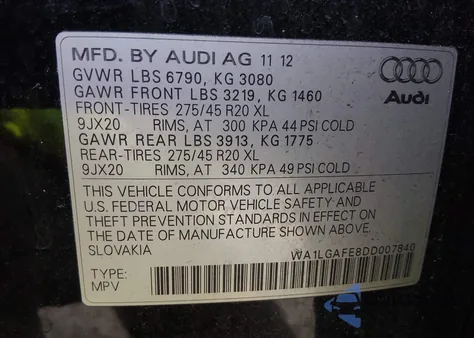 MFD. BY AUDI AG 11 12
GVWR LBS 6790, KG 3080
GAWR FRONT LBS 3219, KG 1460
FRONT-TIRES 275/45 R20 XL
9JX20 RIMS, AT 300 KPA 44 PSI COLD
GAWR REAR LBS 3913, KG 1775
REAR-TIRES 275/45 R20 XL
9JX20 RIMS, AT 340 KPA 49 PSI COLD
Audi
THIS VEHICLE CONFORMS TO ALL APPLICABLE
U.S. FEDERAL MOTOR VEHICLE SAFETY AND
THEFT PREVENTION STANDARDS IN EFFECT ON
THE DATE OF MANUFACTURE SHOWN ABOVE.
SLOVAKIA
WA1LGAFE8DD007840
TYPE:
MPV